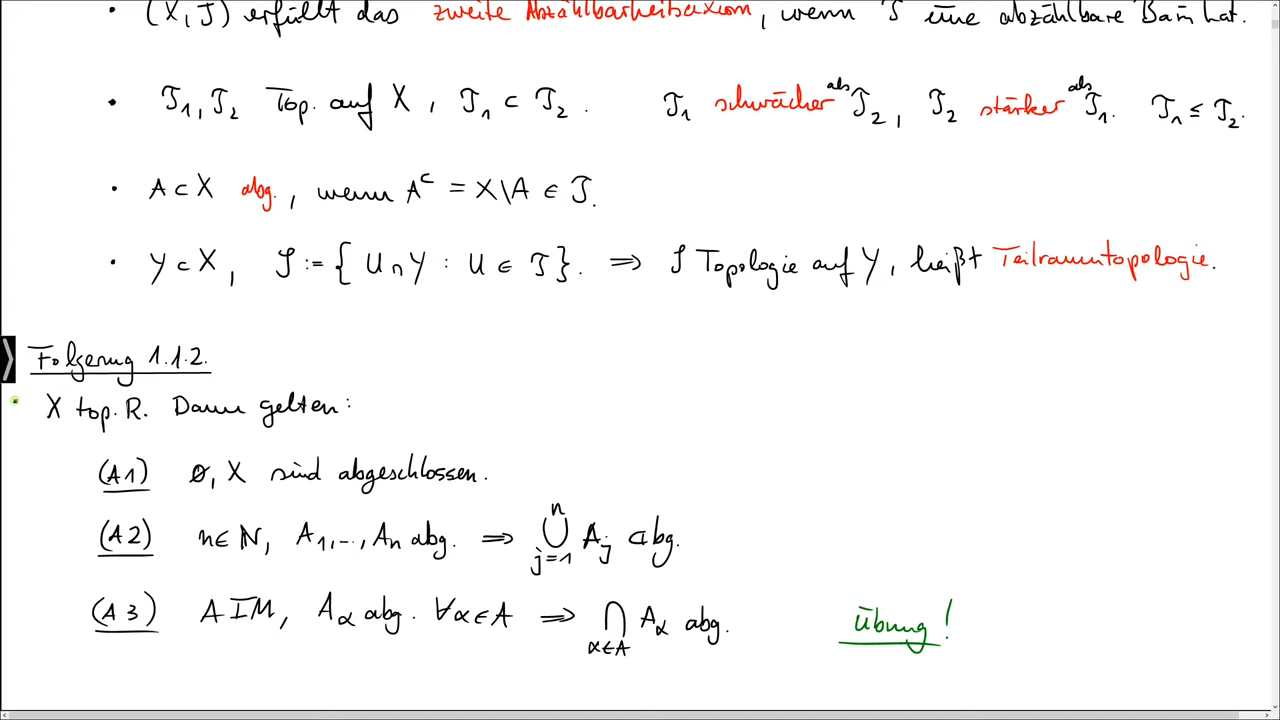 • (X, 𝒯) erfüllt das zweite Abzählbarkeitsaxiom, wenn 𝒯 eine abzählbare Basis hat.
• 𝒯₁, 𝒯₂ Top. auf X, 𝒯₁ ⊂ 𝒯₂. 𝒯₁ schwächer als 𝒯₂, 𝒯₂ stärker als 𝒯₁. 𝒯₁ ≤ 𝒯₂.
• A ⊂ X abg., wenn Aᶜ = X\A ∈ 𝒯.
• Y ⊂ X, 𝒮 := { U ∩ Y : U ∈ 𝒯 }. ⇒ 𝒮 Topologie auf Y, heißt Teilraumtopologie.
Folgerung 1.1.2.
X top. R. Dann gelten:
(A1) ∅, X sind abgeschlossen.
(A2) n ∈ ℕ, A₁, ..., Aₙ abg. ⇒ ⋃_{j=1}^{n} A_j abg.
(A3) A IM, A_α abg. ∀α∈A ⇒ ⋂_{α∈A} A_α abg. Übung!